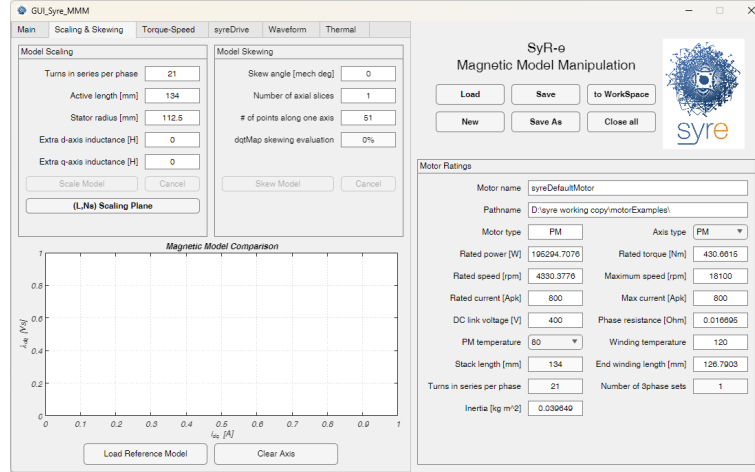 GUI_Syre_MMM
Main Scaling & Skewing Torque-Speed syreDrive Waveform Thermal
Model Scaling
Turns in series per phase 21
Active length [mm] 134
Stator radius [mm] 112.5
Extra d-axis inductance [H] 0
Extra q-axis inductance [H] 0
Scale Model Cancel
(L,Ns) Scaling Plane
Model Skewing
Skew angle [mech deg] 0
Number of axial slices 1
# of points along one axis 51
dqtMap skewing evaluation 0%
Skew Model Cancel
Magnetic Model Comparison
1
0.8
0.6
0.4
0.2
0
λdq [Vs]
0 0.1 0.2 0.3 0.4 0.5 0.6 0.7 0.8 0.9 1
idq [A]
Load Reference Model Clear Axis
SyR-e
Magnetic Model Manipulation
Load Save to WorkSpace
New Save As Close all
syre
Motor Ratings
Motor name syreDefaultMotor
Pathname D:\syre working copy\motorExamples\
Motor type PM Axis type PM
Rated power [W] 195294.7076 Rated torque [Nm] 430.6615
Rated speed [rpm] 4330.3776 Maximum speed [rpm] 18100
Rated current [Apk] 800 Max current [Apk] 800
DC link voltage [V] 400 Phase resistance [Ohm] 0.016695
PM temperature 80 Winding temperature 120
Stack length [mm] 134 End winding length [mm] 126.7903
Turns in series per phase 21 Number of 3phase sets 1
Inertia [kg m^2] 0.039649